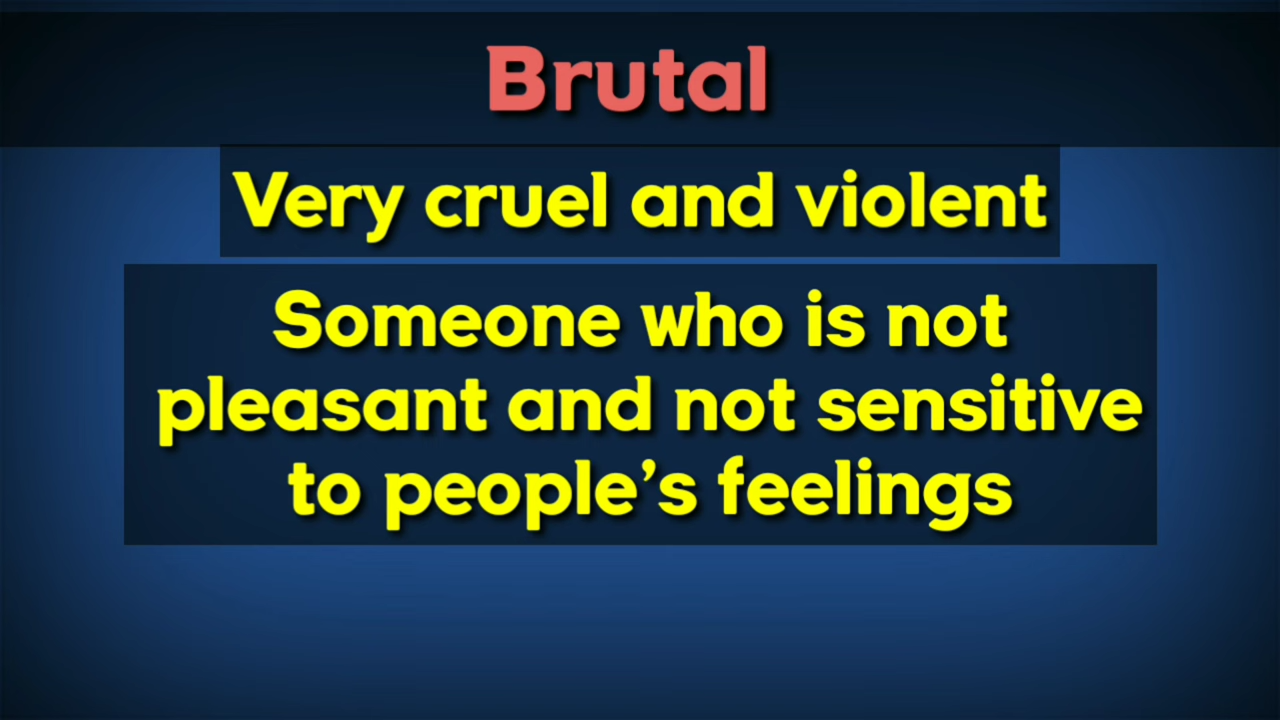 Brutal
Very cruel and violent
Someone who is not
pleasant and not sensitive
to people’s feelings